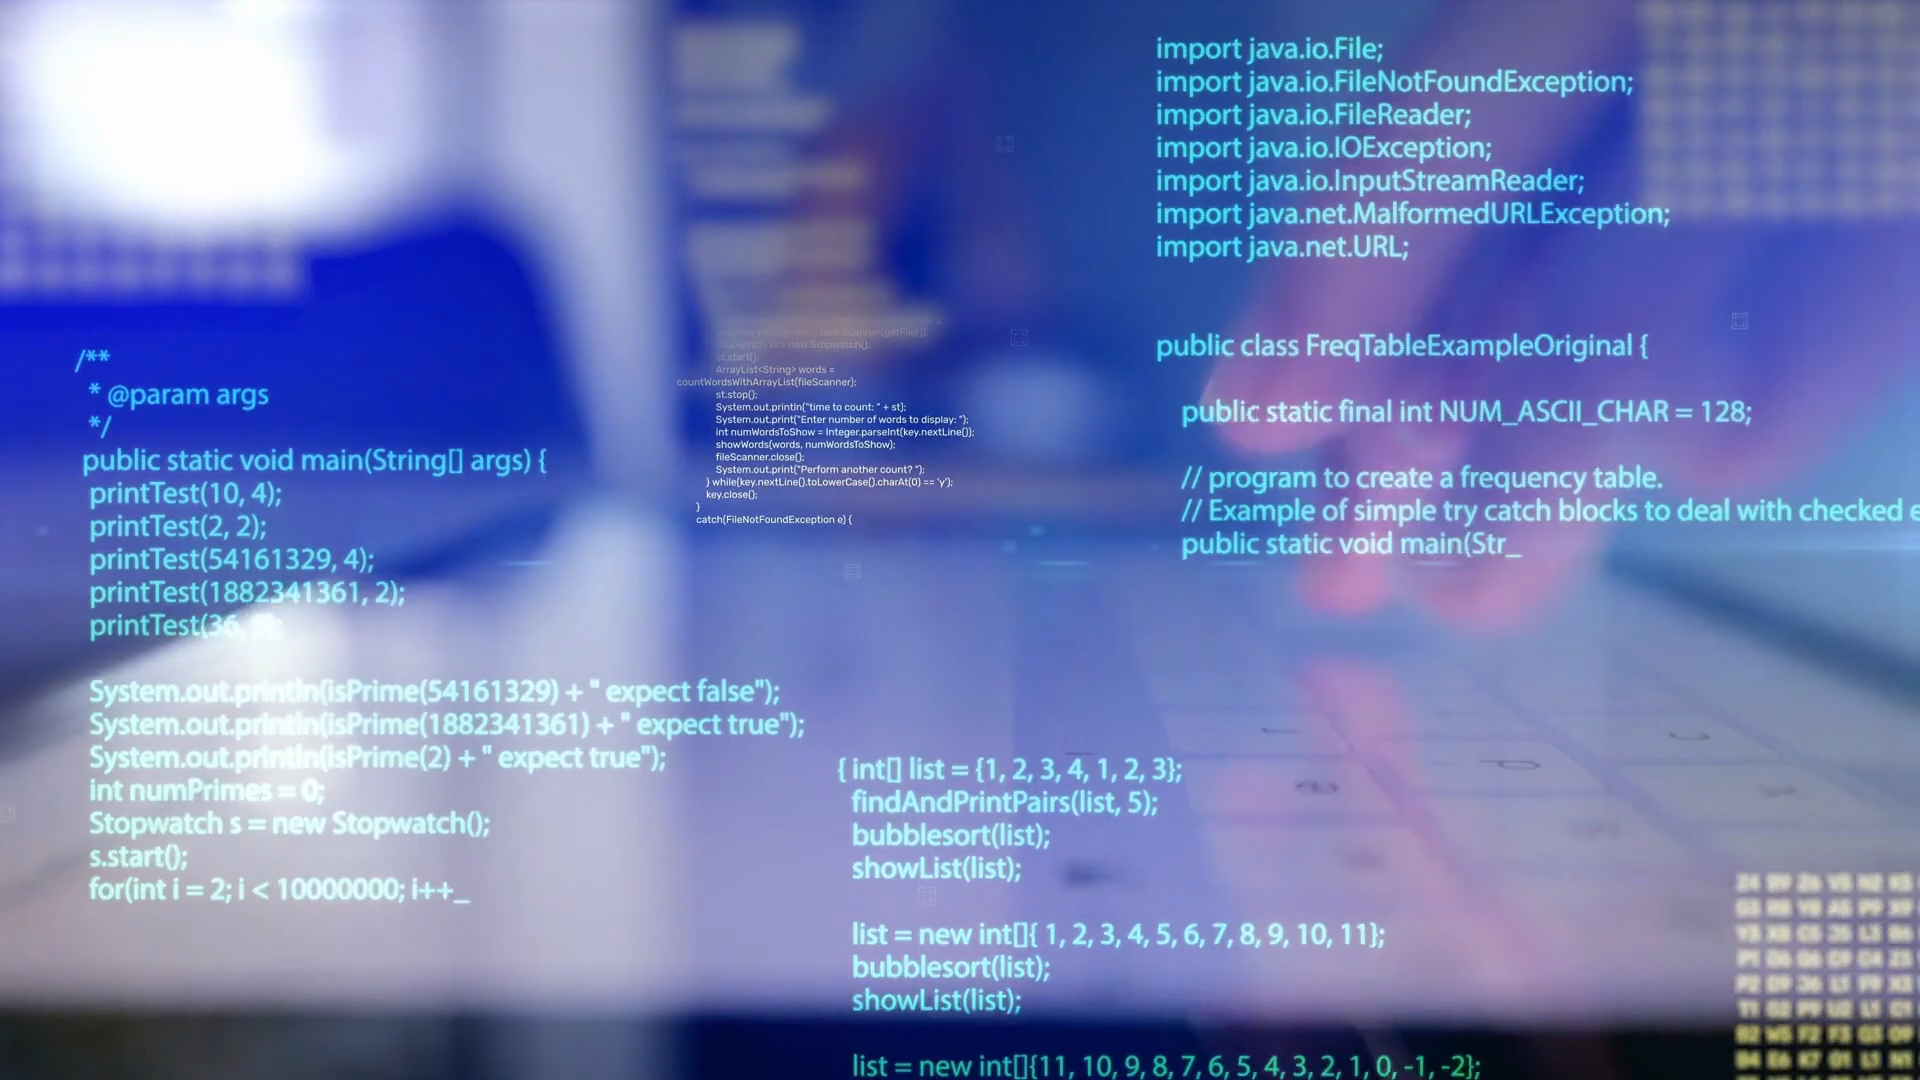 /**
* @param args
*/
public static void main(String[] args) {
printTest(10, 4);
printTest(2, 2);
printTest(54161329, 4);
printTest(1882341361, 2);
printTest(36,
System.out.println(isPrime(54161329) + " expect false");
System.out.println(isPrime(1882341361) + " expect true");
System.out.println(isPrime(2) + " expect true");
int numPrimes = 0;
Stopwatch s = new Stopwatch();
s.start();
for(int i = 2; i < 10000000; i++_
= new Scanner(getFile());
= new Stopwatch();
st.start();
ArrayList<String> words =
countWordsWithArrayList(fileScanner);
st.stop();
System.out.println("time to count: " + st);
System.out.print("Enter number of words to display: ");
int numWordsToShow = Integer.parseInt(key.nextLine());
showWords(words, numWordsToShow);
fileScanner.close();
System.out.print("Perform another count? ");
} while(key.nextLine().toLowerCase().charAt(0) == 'y');
key.close();
}
catch(FileNotFoundException e) {
import java.io.File;
import java.io.FileNotFoundException;
import java.io.FileReader;
import java.io.IOException;
import java.io.InputStreamReader;
import java.net.MalformedURLException;
import java.net.URL;
public class FreqTableExampleOriginal {
public static final int NUM_ASCII_CHAR = 128;
// program to create a frequency table.
// Example of simple try catch blocks to deal with checked e
public static void main(Str_
{ int[] list = {1, 2, 3, 4, 1, 2, 3};
findAndPrintPairs(list, 5);
bubblesort(list);
showList(list);
list = new int[]{ 1, 2, 3, 4, 5, 6, 7, 8, 9, 10, 11};
bubblesort(list);
showList(list);
list = new int[]{11, 10, 9, 8, 7, 6, 5, 4, 3, 2, 1, 0, -1, -2};